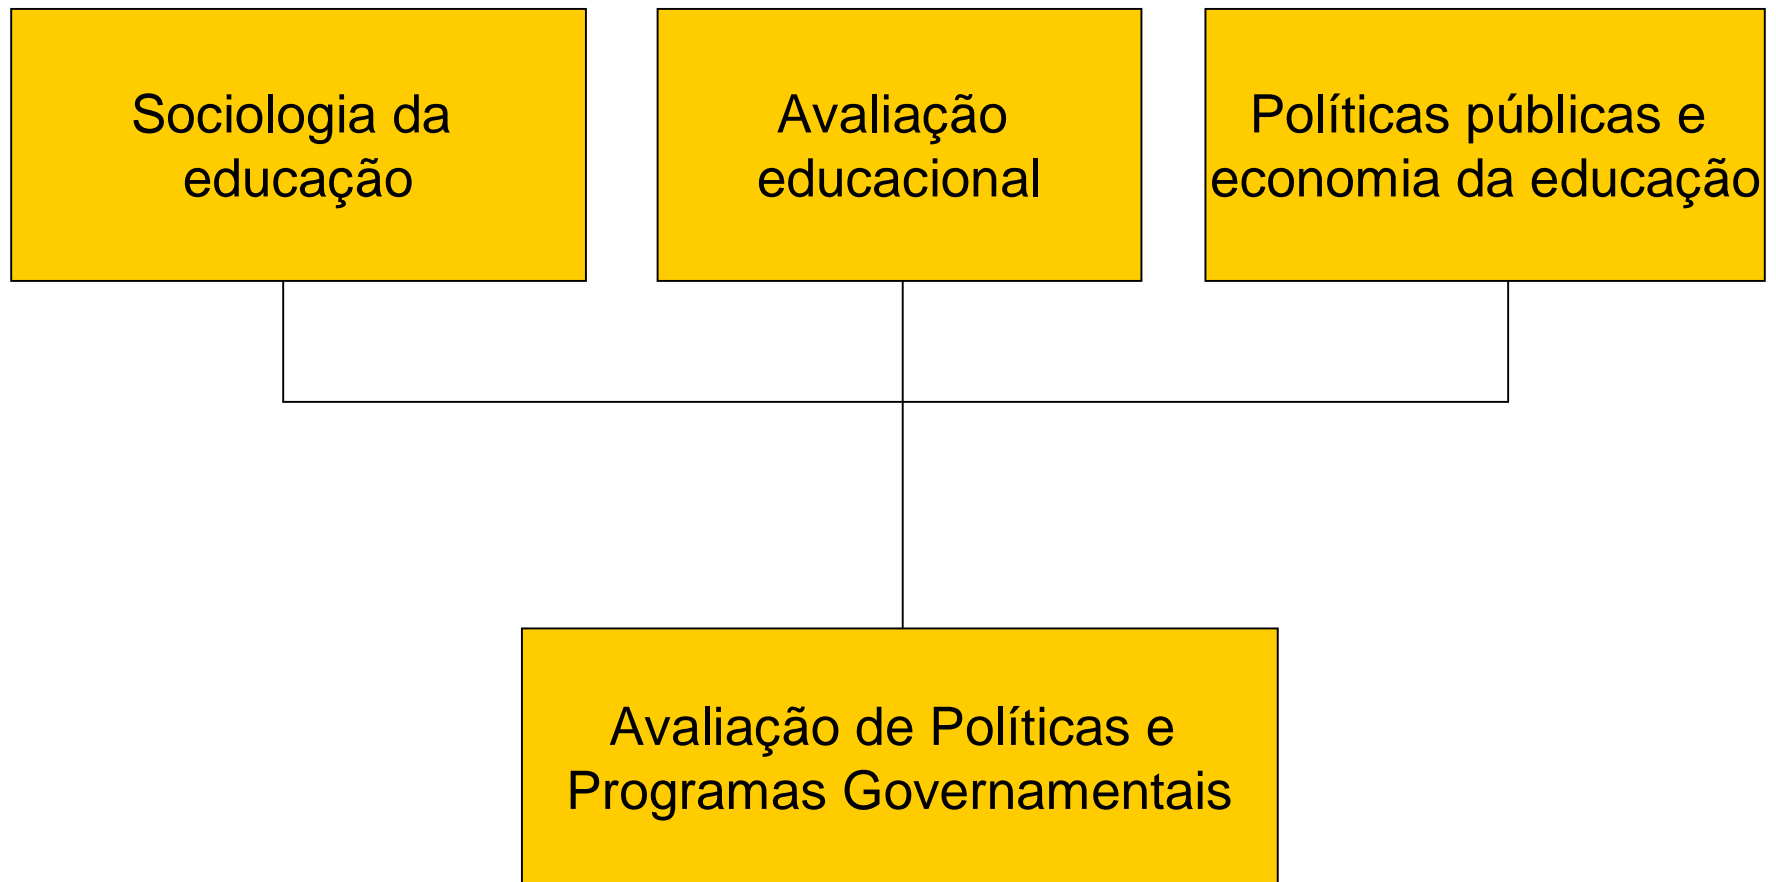 Sociologia da
educação
Avaliação
educacional
Políticas públicas e
economia da educação
Avaliação de Políticas e
Programas Governamentais